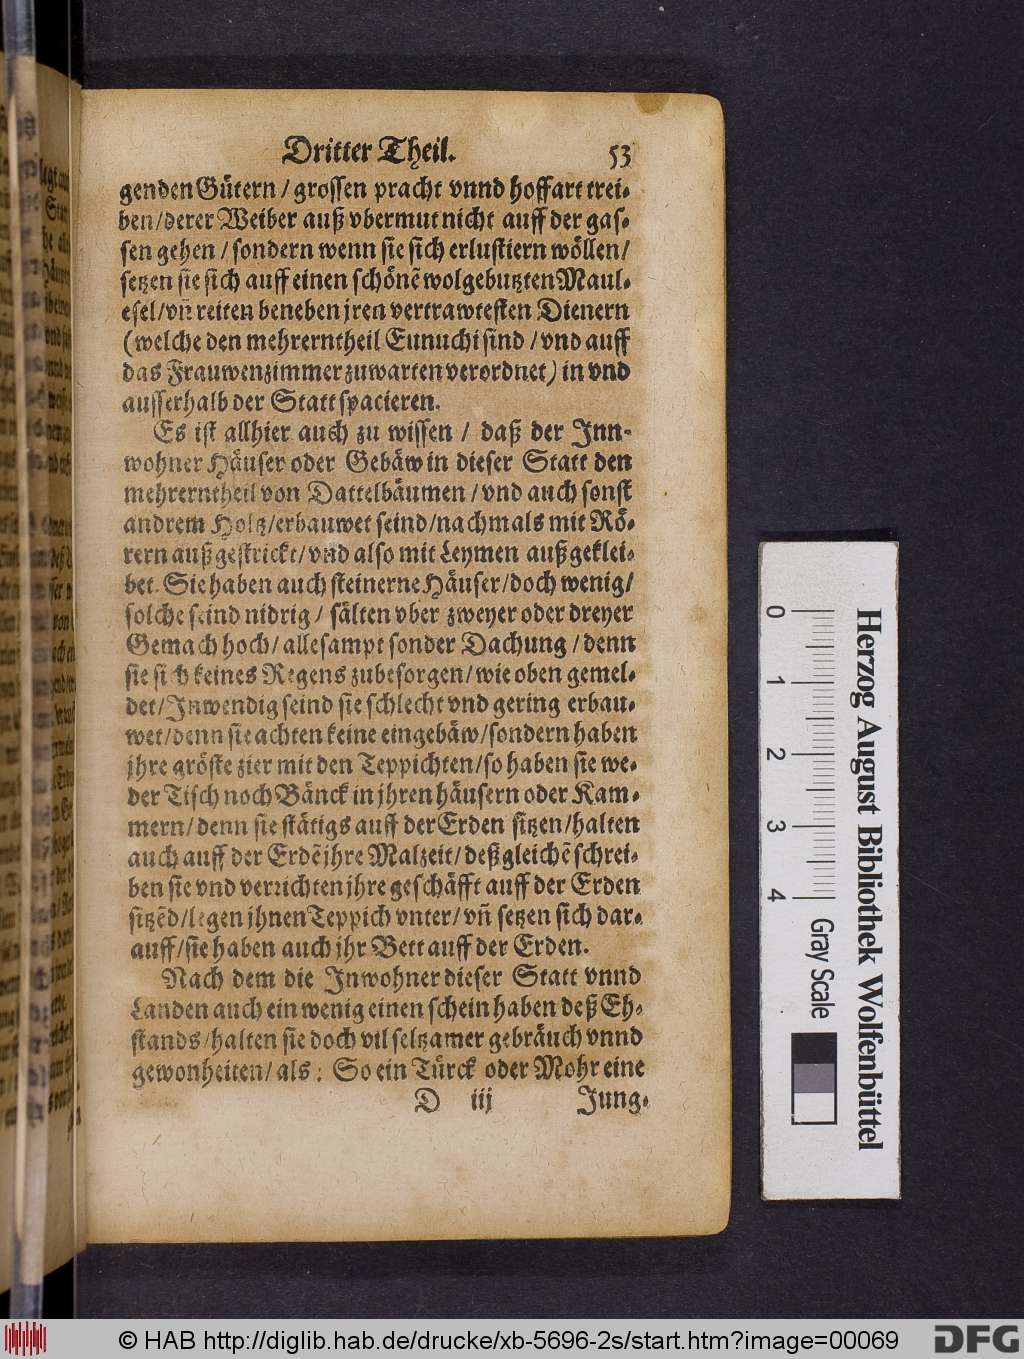 Dritter Theil. 53
genden Gütern / grossen pracht vnnd hoffart trei-
ben/derer Weiber auß vbermut nicht auff der gas-
sen gehen / sondern wenn sie sich erlustiern wöllen/
setzen sie sich auff einen schönẽ wolgebutzten Maul-
esel/vñ reiten beneben jren vertrawtesten Dienern
(welche den mehrerntheil Eunuchi sind / vnd auff
das Frauwenzimmer zuwarten verordnet) in vnd
ausserhalb der Statt spacieren.
Es ist allhier auch zu wissen / daß der Inn-
wohner Häuser oder Gebäw in dieser Statt den
mehrerntheil von Dattelbäumen / vnd auch sonst
andrem Holtz/erbauwet seind/nachmals mit Rö-
rern außgestrickt/vnd also mit Leymen außgeklei-
bet. Sie haben auch steinerne Häuser/doch wenig/
solche seind nidrig / sälten vber zweyer oder dreyer
Gemach hoch/allesampt sonder Dachung / denn
sie sich keines Regens zubesorgen/wie oben gemel-
det/Inwendig seind sie schlecht vnd gering erbau-
wet/denn sie achten keine eingebäw/sondern haben
jhre gröste zier mit den Teppichten/so haben sie we-
der Tisch noch Bänck in jhren häusern oder Kam-
mern/denn sie stätigs auff der Erden sitzen/halten
auch auff der Erdẽ jhre Malzeit/deßgleichẽ schrei-
ben sie vnd verrichten jhre geschäfft auff der Erden
sitzẽd/legen jhnen Teppich vnter/vñ setzen sich dar-
auff/sie haben auch jhr Bett auff der Erden.
Nach dem die Inwohner dieser Statt vnnd
Landen auch ein wenig einen schein haben deß Eh-
stands/halten sie doch vil seltzamer gebräuch vnnd
gewonheiten/als: So ein Türck oder Mohr eine
D iij Jung-
Herzog August Bibliothek Wolfenbüttel
0 1 2 3 4 Gray Scale
© HAB http://diglib.hab.de/drucke/xb-5696-2s/start.htm?image=00069
DFG